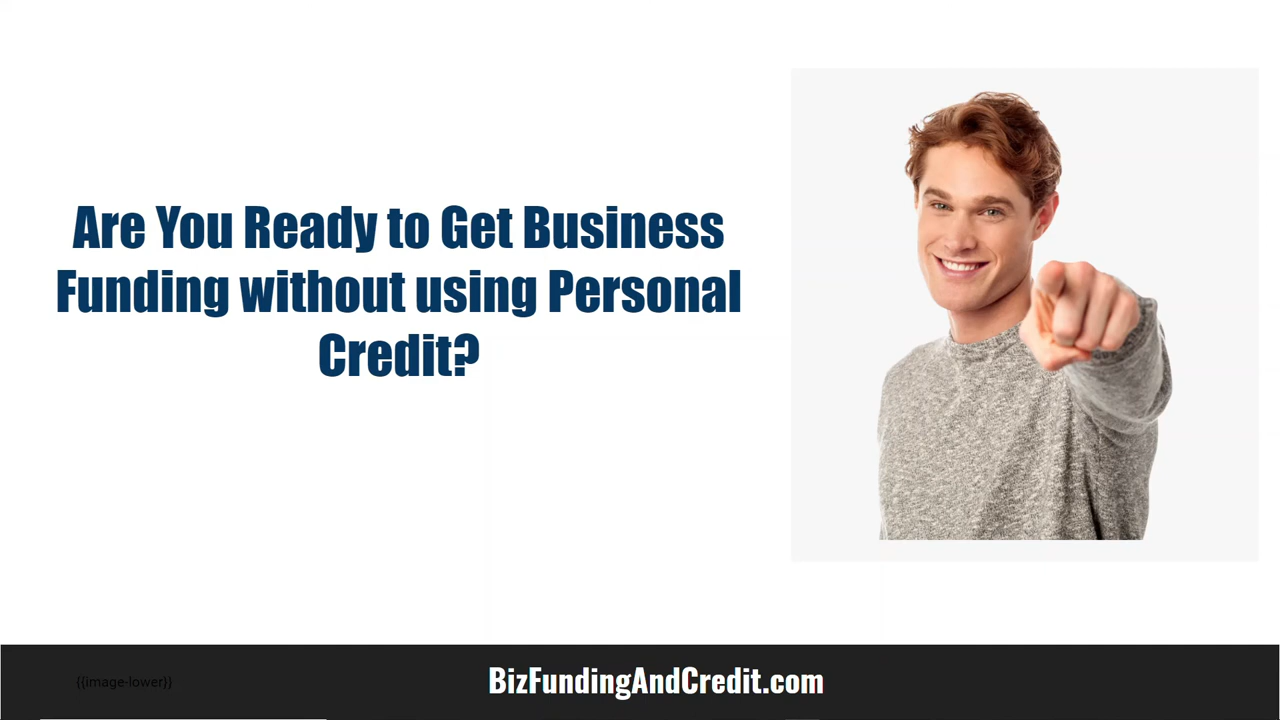 Are You Ready to Get Business
Funding without using Personal
Credit?
{{image-lower}}
BizFundingAndCredit.com